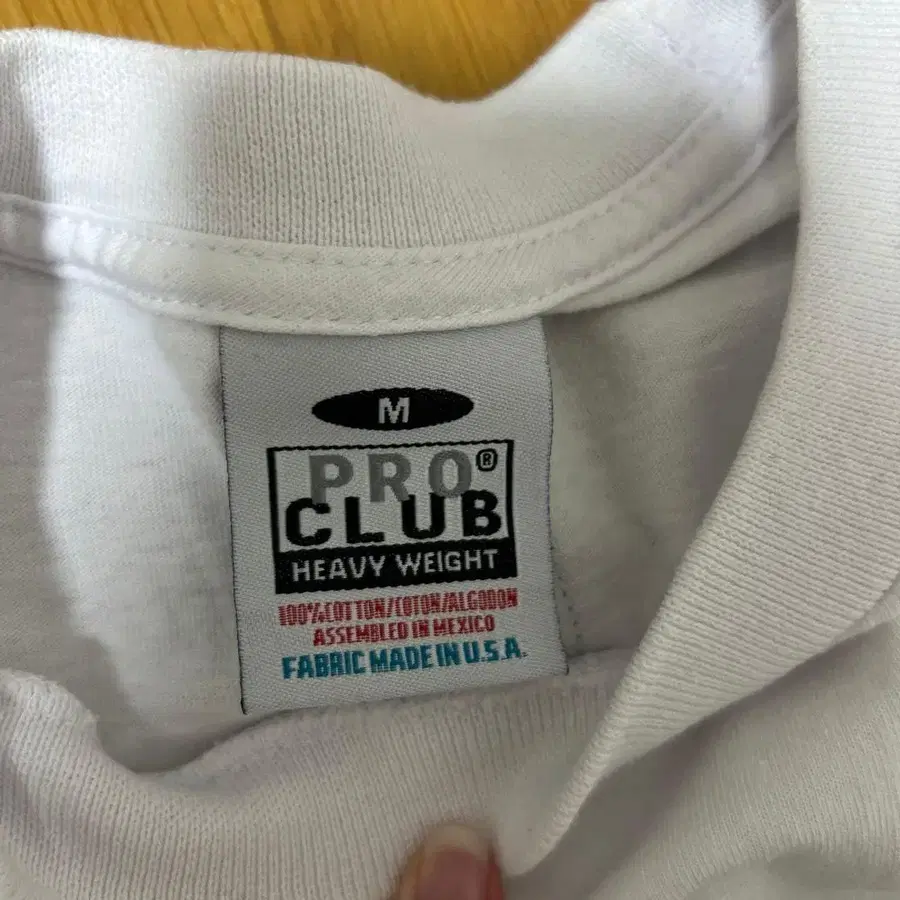 M
PRO®
CLUB
HEAVY WEIGHT
100%COTTON/COTON/ALGODON
ASSEMBLED IN MEXICO
FABRIC MADE IN U.S.A.